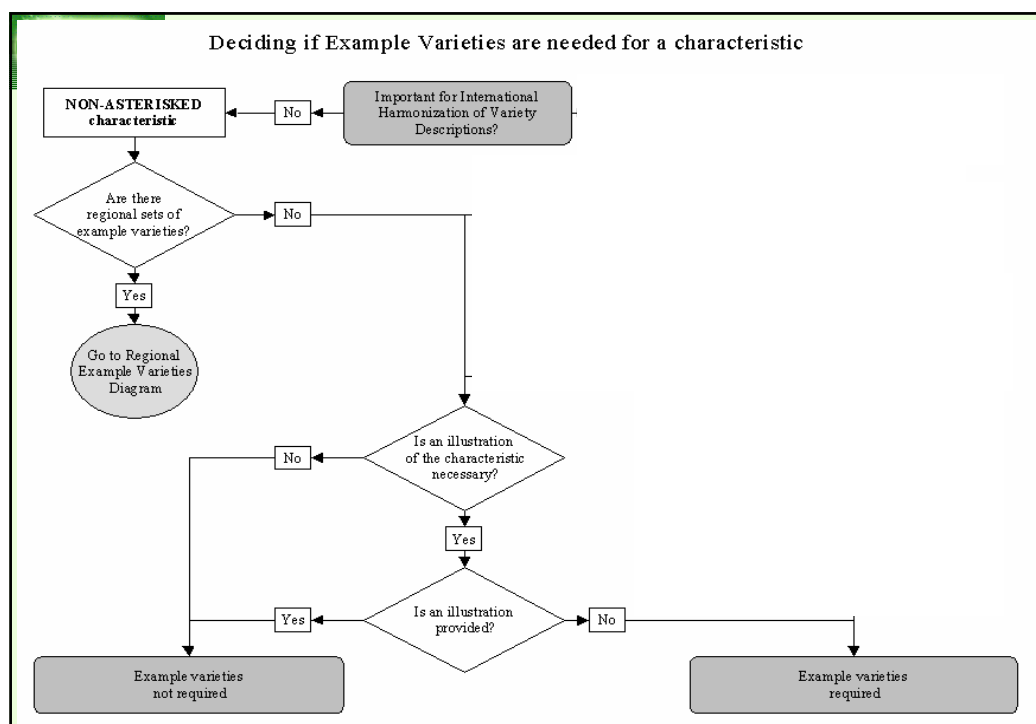 Deciding if Example Varieties are needed for a characteristic
Important for International
Harmonization of Variety
Descriptions?
No
NON-ASTERISKED
characteristic
Are there
regional sets of
example varieties?
No
Yes
Go to Regional
Example Varieties
Diagram
Is an illustration
of the characteristic
necessary?
No
Yes
Is an illustration
provided?
Yes
No
Example varieties
not required
Example varieties
required